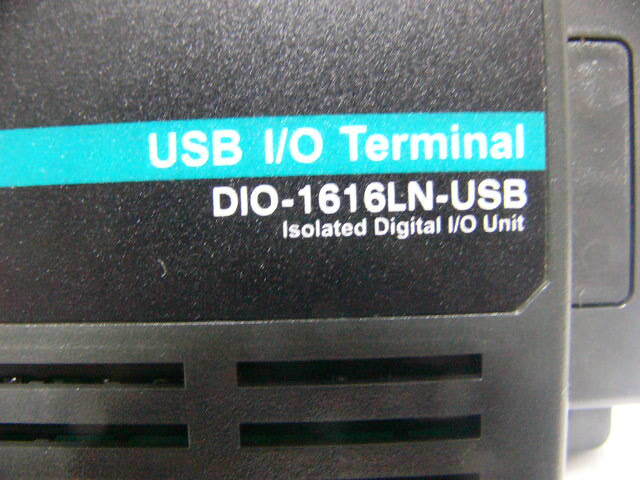 USB I/O Terminal
DIO-1616LN-USB
Isolated Digital I/O Unit